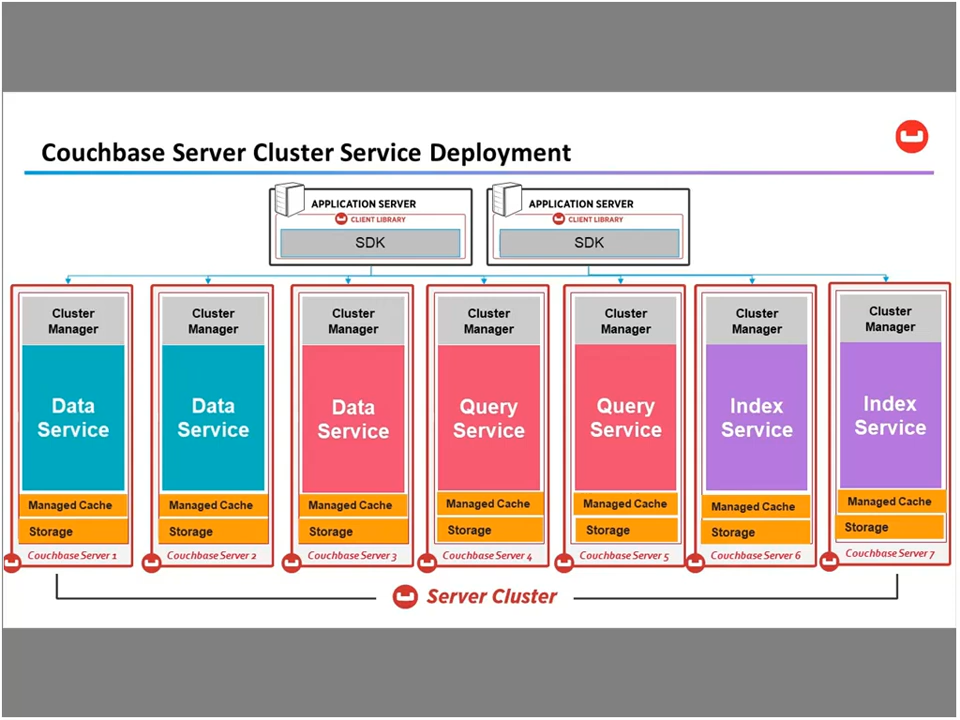 Couchbase Server Cluster Service Deployment
APPLICATION SERVER
CLIENT LIBRARY
SDK
APPLICATION SERVER
CLIENT LIBRARY
SDK
Cluster
Manager
Data
Service
Managed Cache
Storage
Couchbase Server 1
Cluster
Manager
Data
Service
Managed Cache
Storage
Couchbase Server 2
Cluster
Manager
Data
Service
Managed Cache
Storage
Couchbase Server 3
Cluster
Manager
Query
Service
Managed Cache
Storage
Couchbase Server 4
Cluster
Manager
Query
Service
Managed Cache
Storage
Couchbase Server 5
Cluster
Manager
Index
Service
Managed Cache
Storage
Couchbase Server 6
Cluster
Manager
Index
Service
Managed Cache
Storage
Couchbase Server 7
Server Cluster